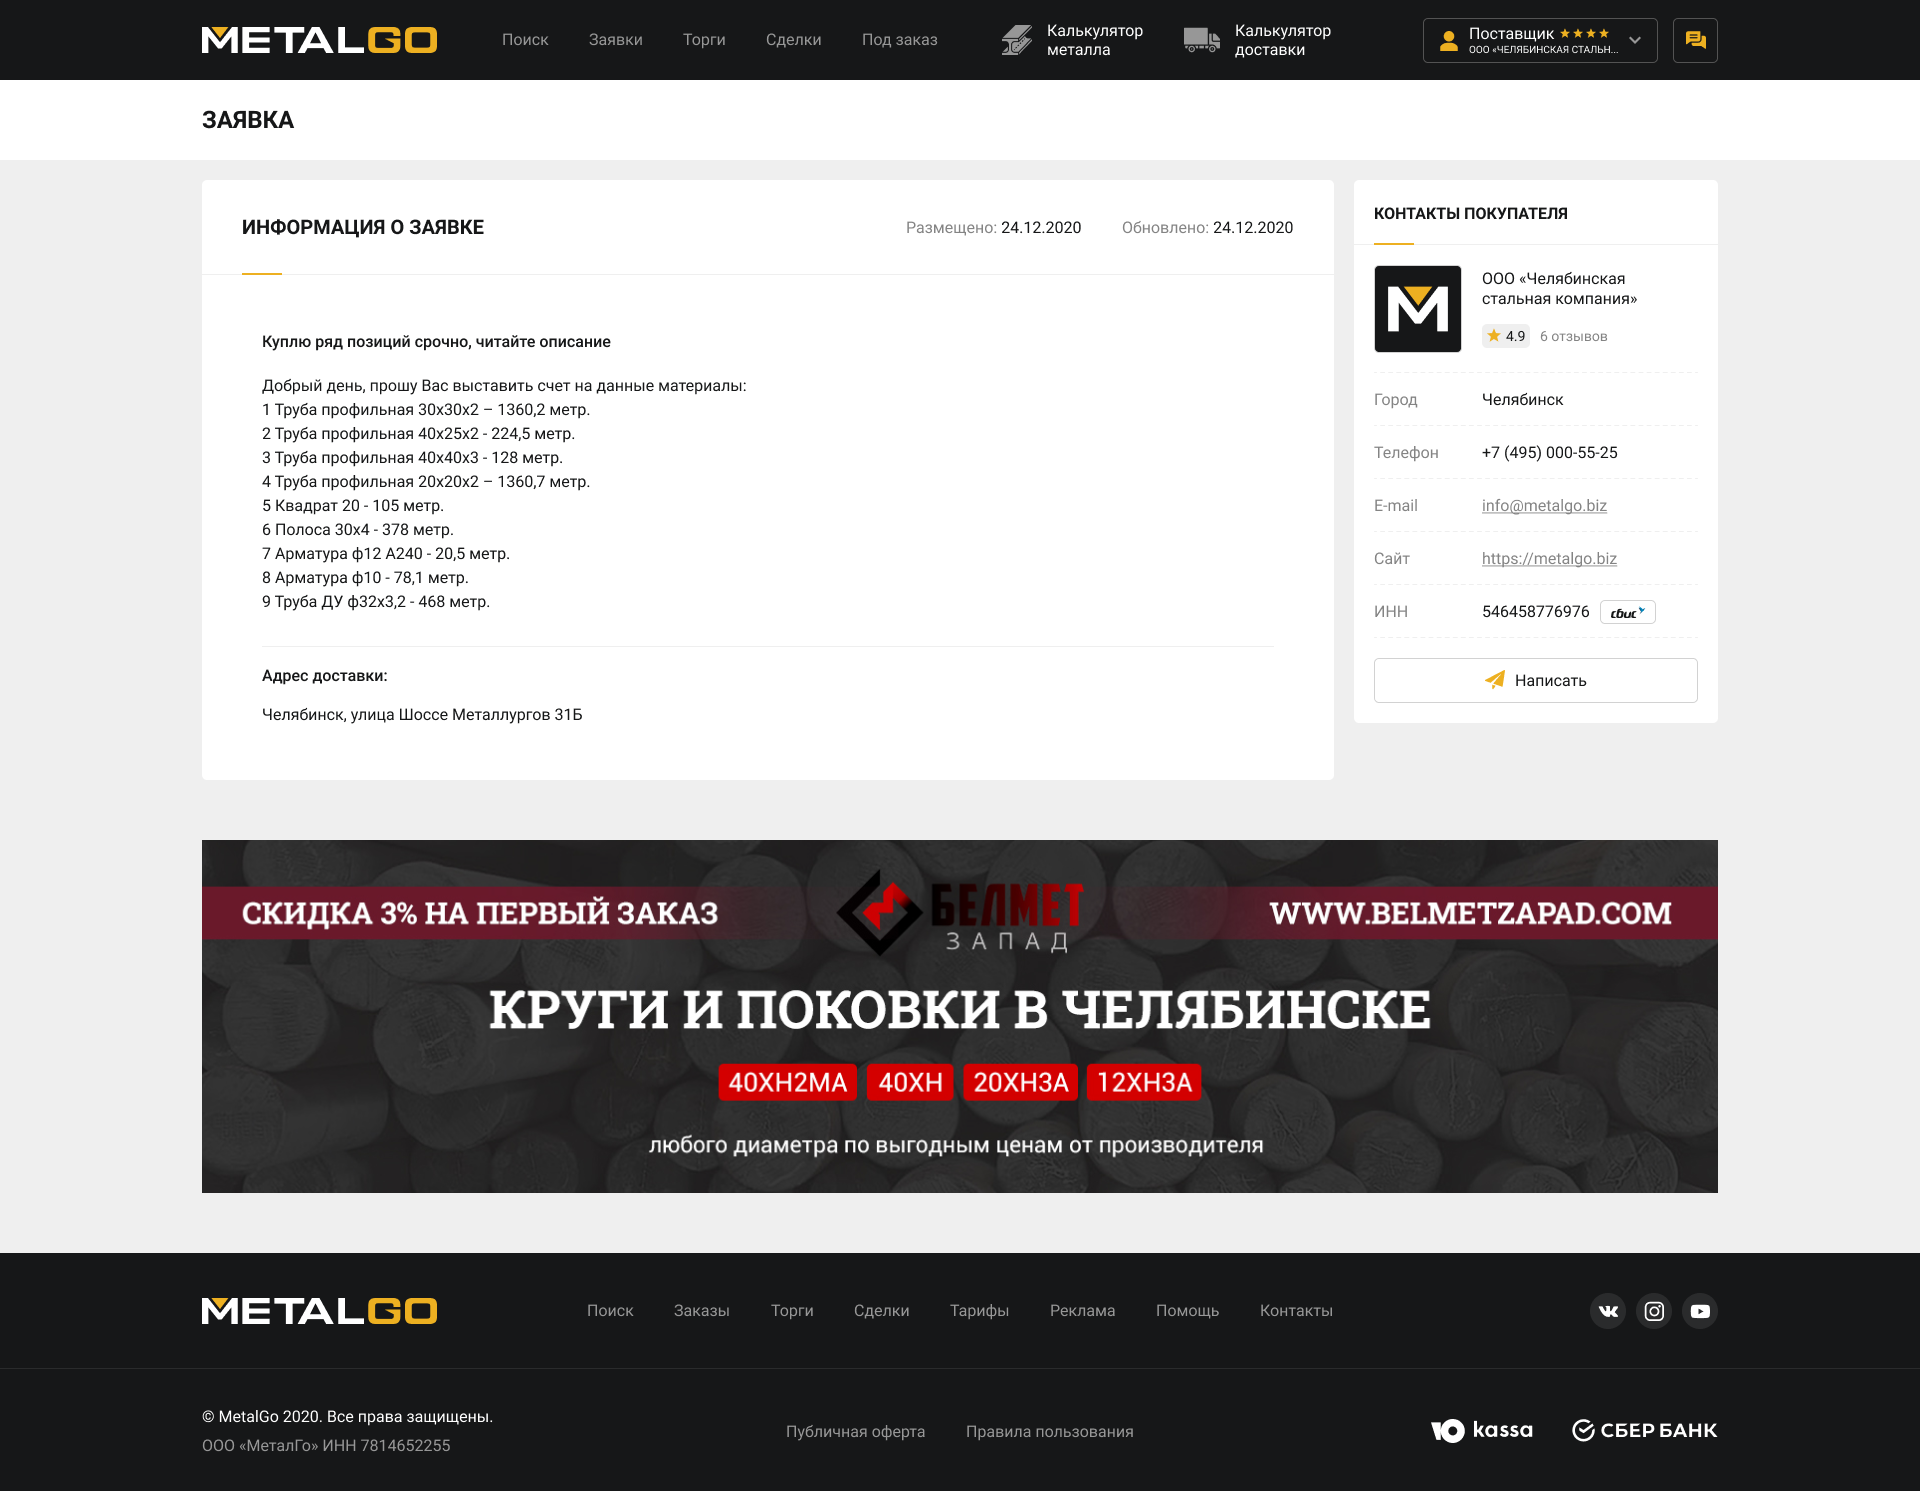 METALGO
Поиск
Заявки
Торги
Сделки
Под заказ
Калькулятор
металла
Калькулятор
доставки
Поставщик
ООО «ЧЕЛЯБИНСКАЯ СТАЛЬН...
ЗАЯВКА
ИНФОРМАЦИЯ О ЗАЯВКЕ
Размещено: 24.12.2020
Обновлено: 24.12.2020
Куплю ряд позиций срочно, читайте описание
Добрый день, прошу Вас выставить счет на данные материалы:
1 Труба профильная 30х30х2 – 1360,2 метр.
2 Труба профильная 40х25х2 - 224,5 метр.
3 Труба профильная 40х40х3 - 128 метр.
4 Труба профильная 20х20х2 – 1360,7 метр.
5 Квадрат 20 - 105 метр.
6 Полоса 30х4 - 378 метр.
7 Арматура ф12 А240 - 20,5 метр.
8 Арматура ф10 - 78,1 метр.
9 Труба ДУ ф32х3,2 - 468 метр.
Адрес доставки:
Челябинск, улица Шоссе Металлургов 31Б
КОНТАКТЫ ПОКУПАТЕЛЯ
M
ООО «Челябинская
стальная компания»
4.9
6 отзывов
Город
Челябинск
Телефон
+7 (495) 000-55-25
E-mail
info@metalgo.biz
Сайт
https://metalgo.biz
ИНН
546458776976
сбис
Написать
СКИДКА 3% НА ПЕРВЫЙ ЗАКАЗ
БЕЛМЕТ
ЗАПАД
WWW.BELMETZAPAD.COM
КРУГИ И ПОКОВКИ В ЧЕЛЯБИНСКЕ
40ХН2МА
40ХН
20ХН3А
12ХН3А
любого диаметра по выгодным ценам от производителя
METALGO
Поиск
Заказы
Торги
Сделки
Тарифы
Реклама
Помощь
Контакты
© MetalGo 2020. Все права защищены.
ООО «МеталГо» ИНН 7814652255
Публичная оферта
Правила пользования
Ю kassa
СБЕР БАНК